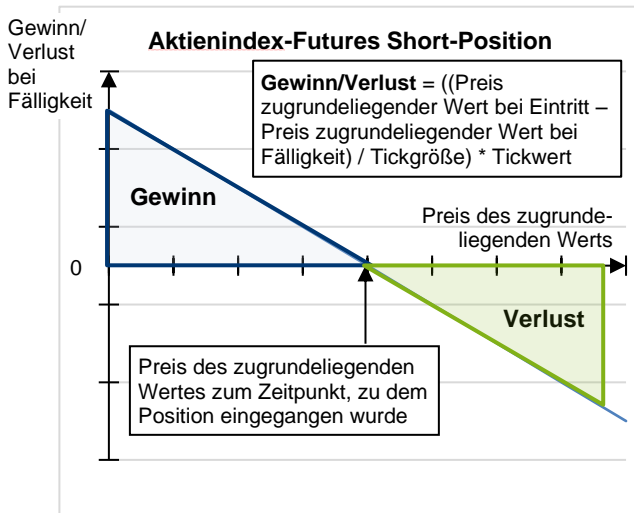 Gewinn/
Verlust
bei
Fälligkeit
Aktienindex-Futures Short-Position
Gewinn/Verlust = ((Preis
zugrundeliegender Wert bei Eintritt –
Preis zugrundeliegender Wert bei
Fälligkeit) / Tickgröße) * Tickwert
Gewinn
Preis des zugrunde-
liegenden Werts
0
Verlust
Preis des zugrundeliegenden
Wertes zum Zeitpunkt, zu dem
Position eingegangen wurde